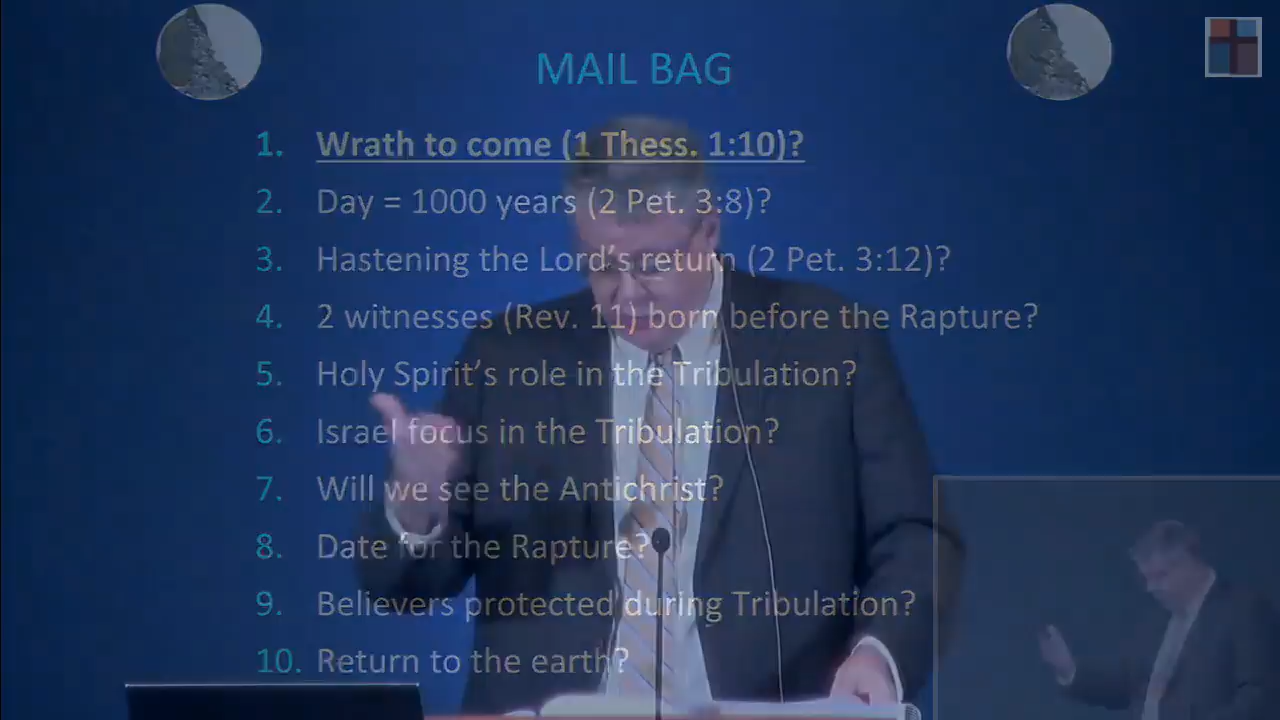 MAIL BAG
1. Wrath to come (1 Thess. 1:10)?
2. Day = 1000 years (2 Pet. 3:8)?
3. Hastening the Lord’s return (2 Pet. 3:12)?
4. 2 witnesses (Rev. 11) born before the Rapture?
5. Holy Spirit’s role in the Tribulation?
6. Israel focus in the Tribulation?
7. Will we see the Antichrist?
8. Date for the Rapture?
9. Believers protected during Tribulation?
10. Return to the earth?